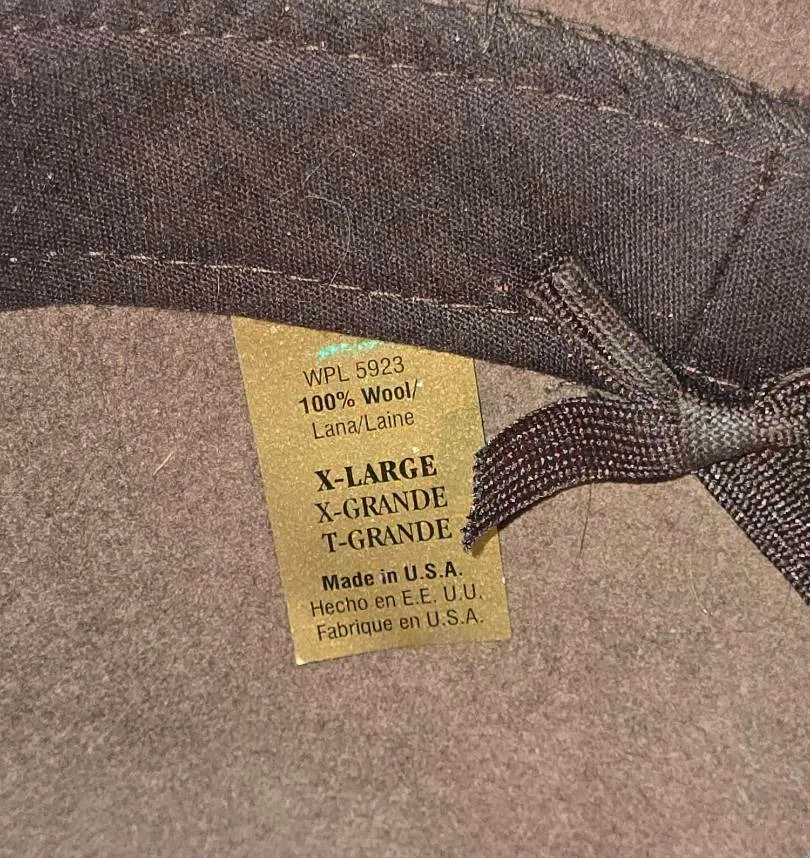 WPL 5923
100% Wool/
Lana/Laine
X-LARGE
X-GRANDE
T-GRANDE
Made in U.S.A.
Hecho en E.E. U.U.
Fabrique en U.S.A.